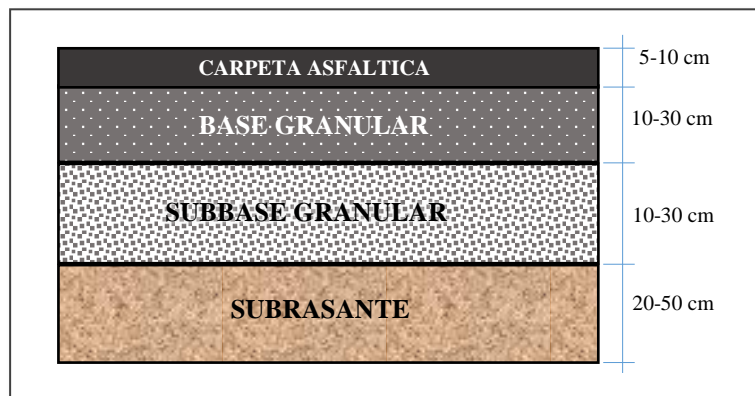 CARPETA ASFALTICA
5-10 cm
BASE GRANULAR
10-30 cm
SUBBASE GRANULAR
10-30 cm
SUBRASANTE
20-50 cm